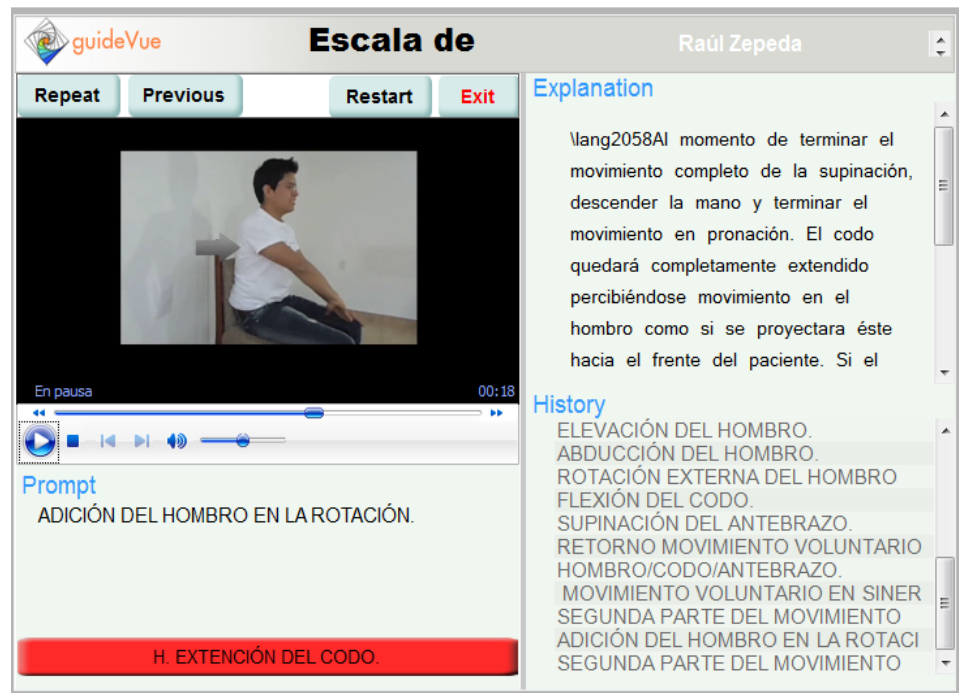 guideVue
Escala de
Raúl Zepeda
Repeat
Previous
Restart
Exit
En pausa
00:18
Prompt
ADICIÓN DEL HOMBRO EN LA ROTACIÓN.
H. EXTENCIÓN DEL CODO.
Explanation
\lang2058Al momento de terminar el
movimiento completo de la supinación,
descender la mano y terminar el
movimiento en pronación. El codo
quedará completamente extendido
percibiéndose movimiento en el
hombro como si se proyectara éste
hacia el frente del paciente. Si el
History
ELEVACIÓN DEL HOMBRO.
ABDUCCIÓN DEL HOMBRO.
ROTACIÓN EXTERNA DEL HOMBRO
FLEXIÓN DEL CODO.
SUPINACIÓN DEL ANTEBRAZO.
RETORNO MOVIMIENTO VOLUNTARIO
HOMBRO/CODO/ANTEBRAZO.
MOVIMIENTO VOLUNTARIO EN SINER
SEGUNDA PARTE DEL MOVIMIENTO
ADICIÓN DEL HOMBRO EN LA ROTACI
SEGUNDA PARTE DEL MOVIMIENTO